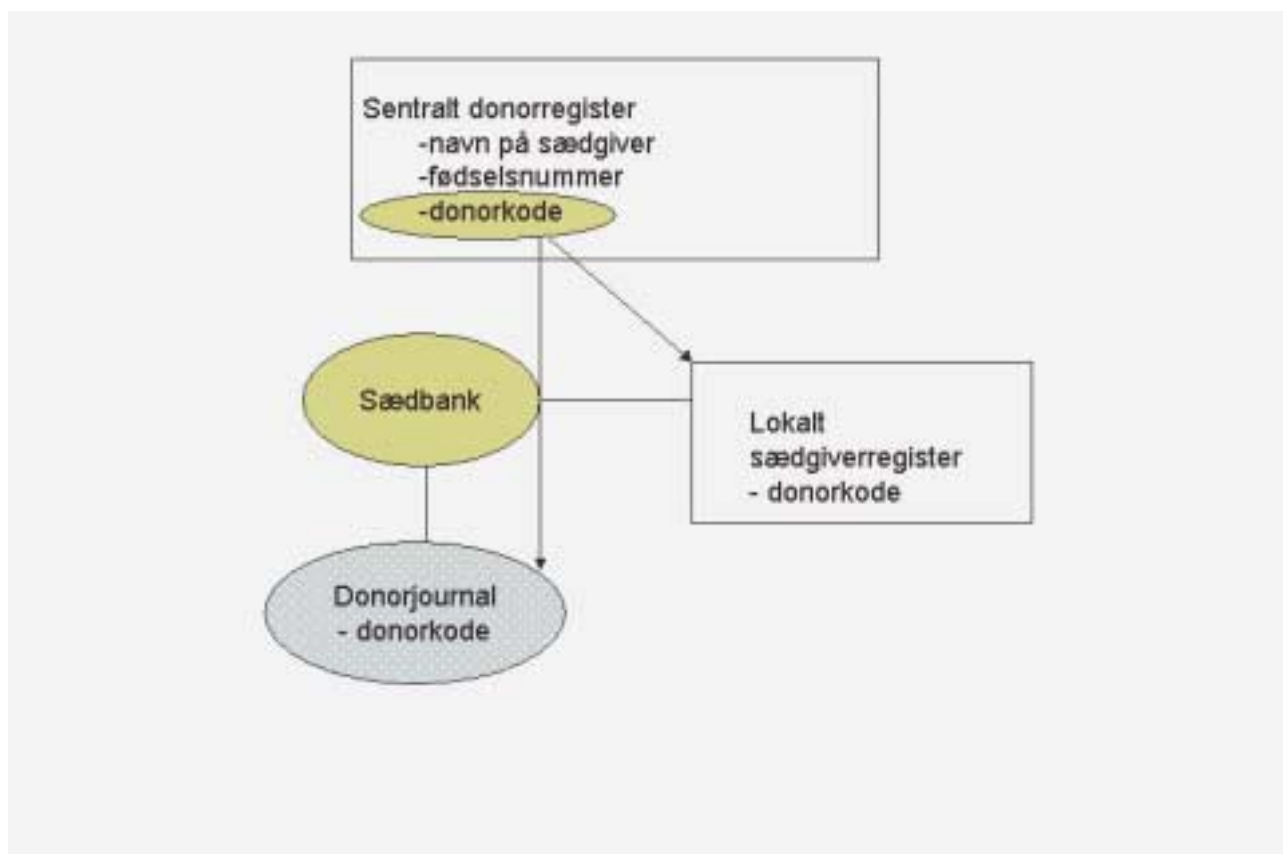 Sentralt donorregister
-navn på sædgiver
-fødselsnummer
-donorkode
Sædbank
Lokalt
sædgiverregister
- donorkode
Donorjournal
- donorkode